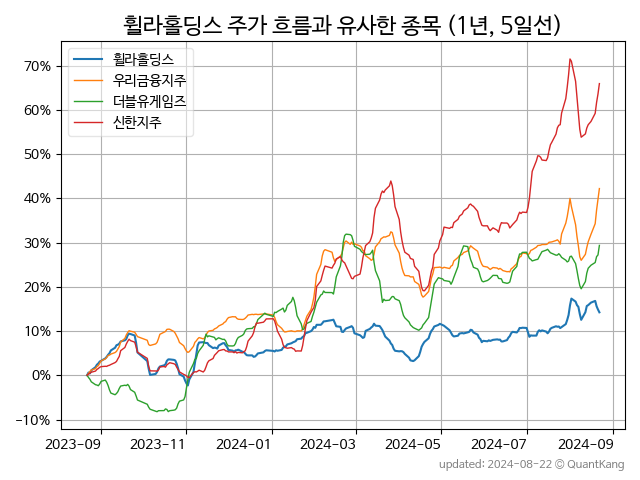 휠라홀딩스 주가 흐름과 유사한 종목 (1년, 5일선)
휠라홀딩스
우리금융지주
더블유게임즈
신한지주
70%
60%
50%
40%
30%
20%
10%
0%
−10%
2023-09 2023-11 2024-01 2024-03 2024-05 2024-07 2024-09
updated: 2024-08-22 © QuantKang